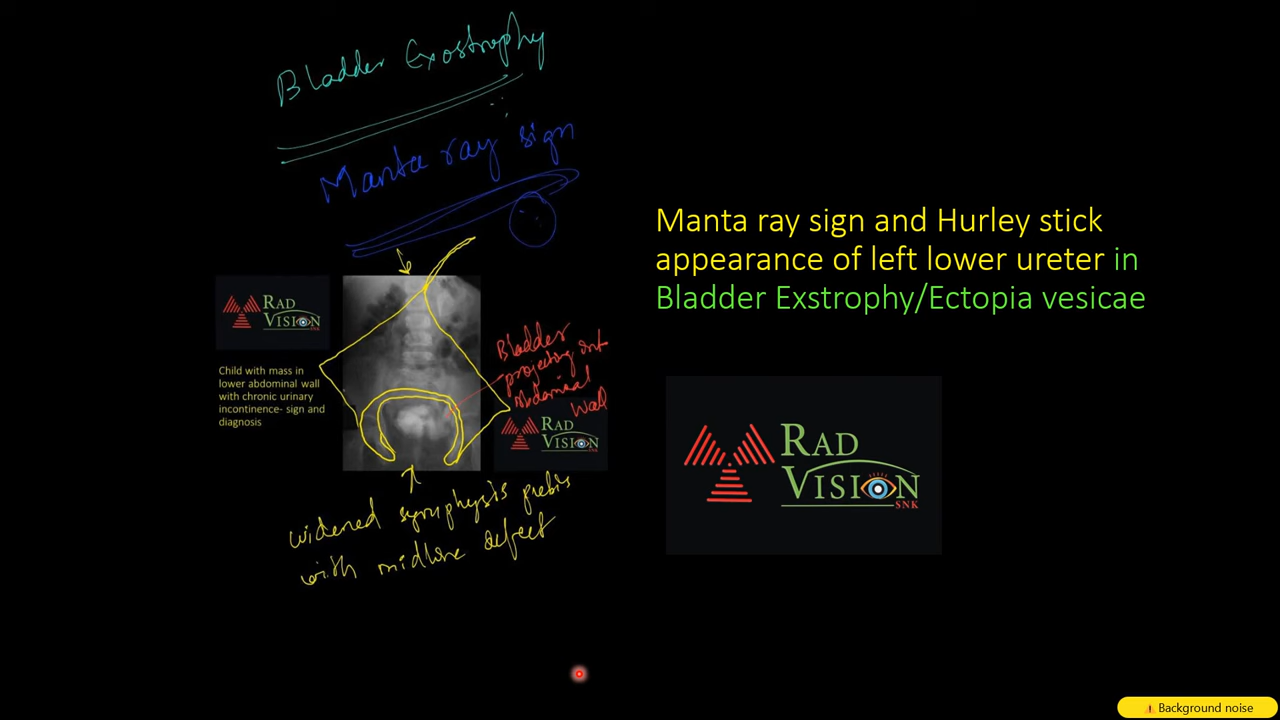 Bladder Exostrophy
Manta ray sign
Manta ray sign and Hurley stick
appearance of left lower ureter in
Bladder Exstrophy/Ectopia vesicae
RAD
VISION
SNK
Child with mass in
lower abdominal wall
with chronic urinary
incontinence- sign and
diagnosis
Bladder
projecting
abdominal
wall
RAD
VISION
SNK
RAD
VISION
SNK
widened symphysis pubis
with midline defect
⚠ Background noise